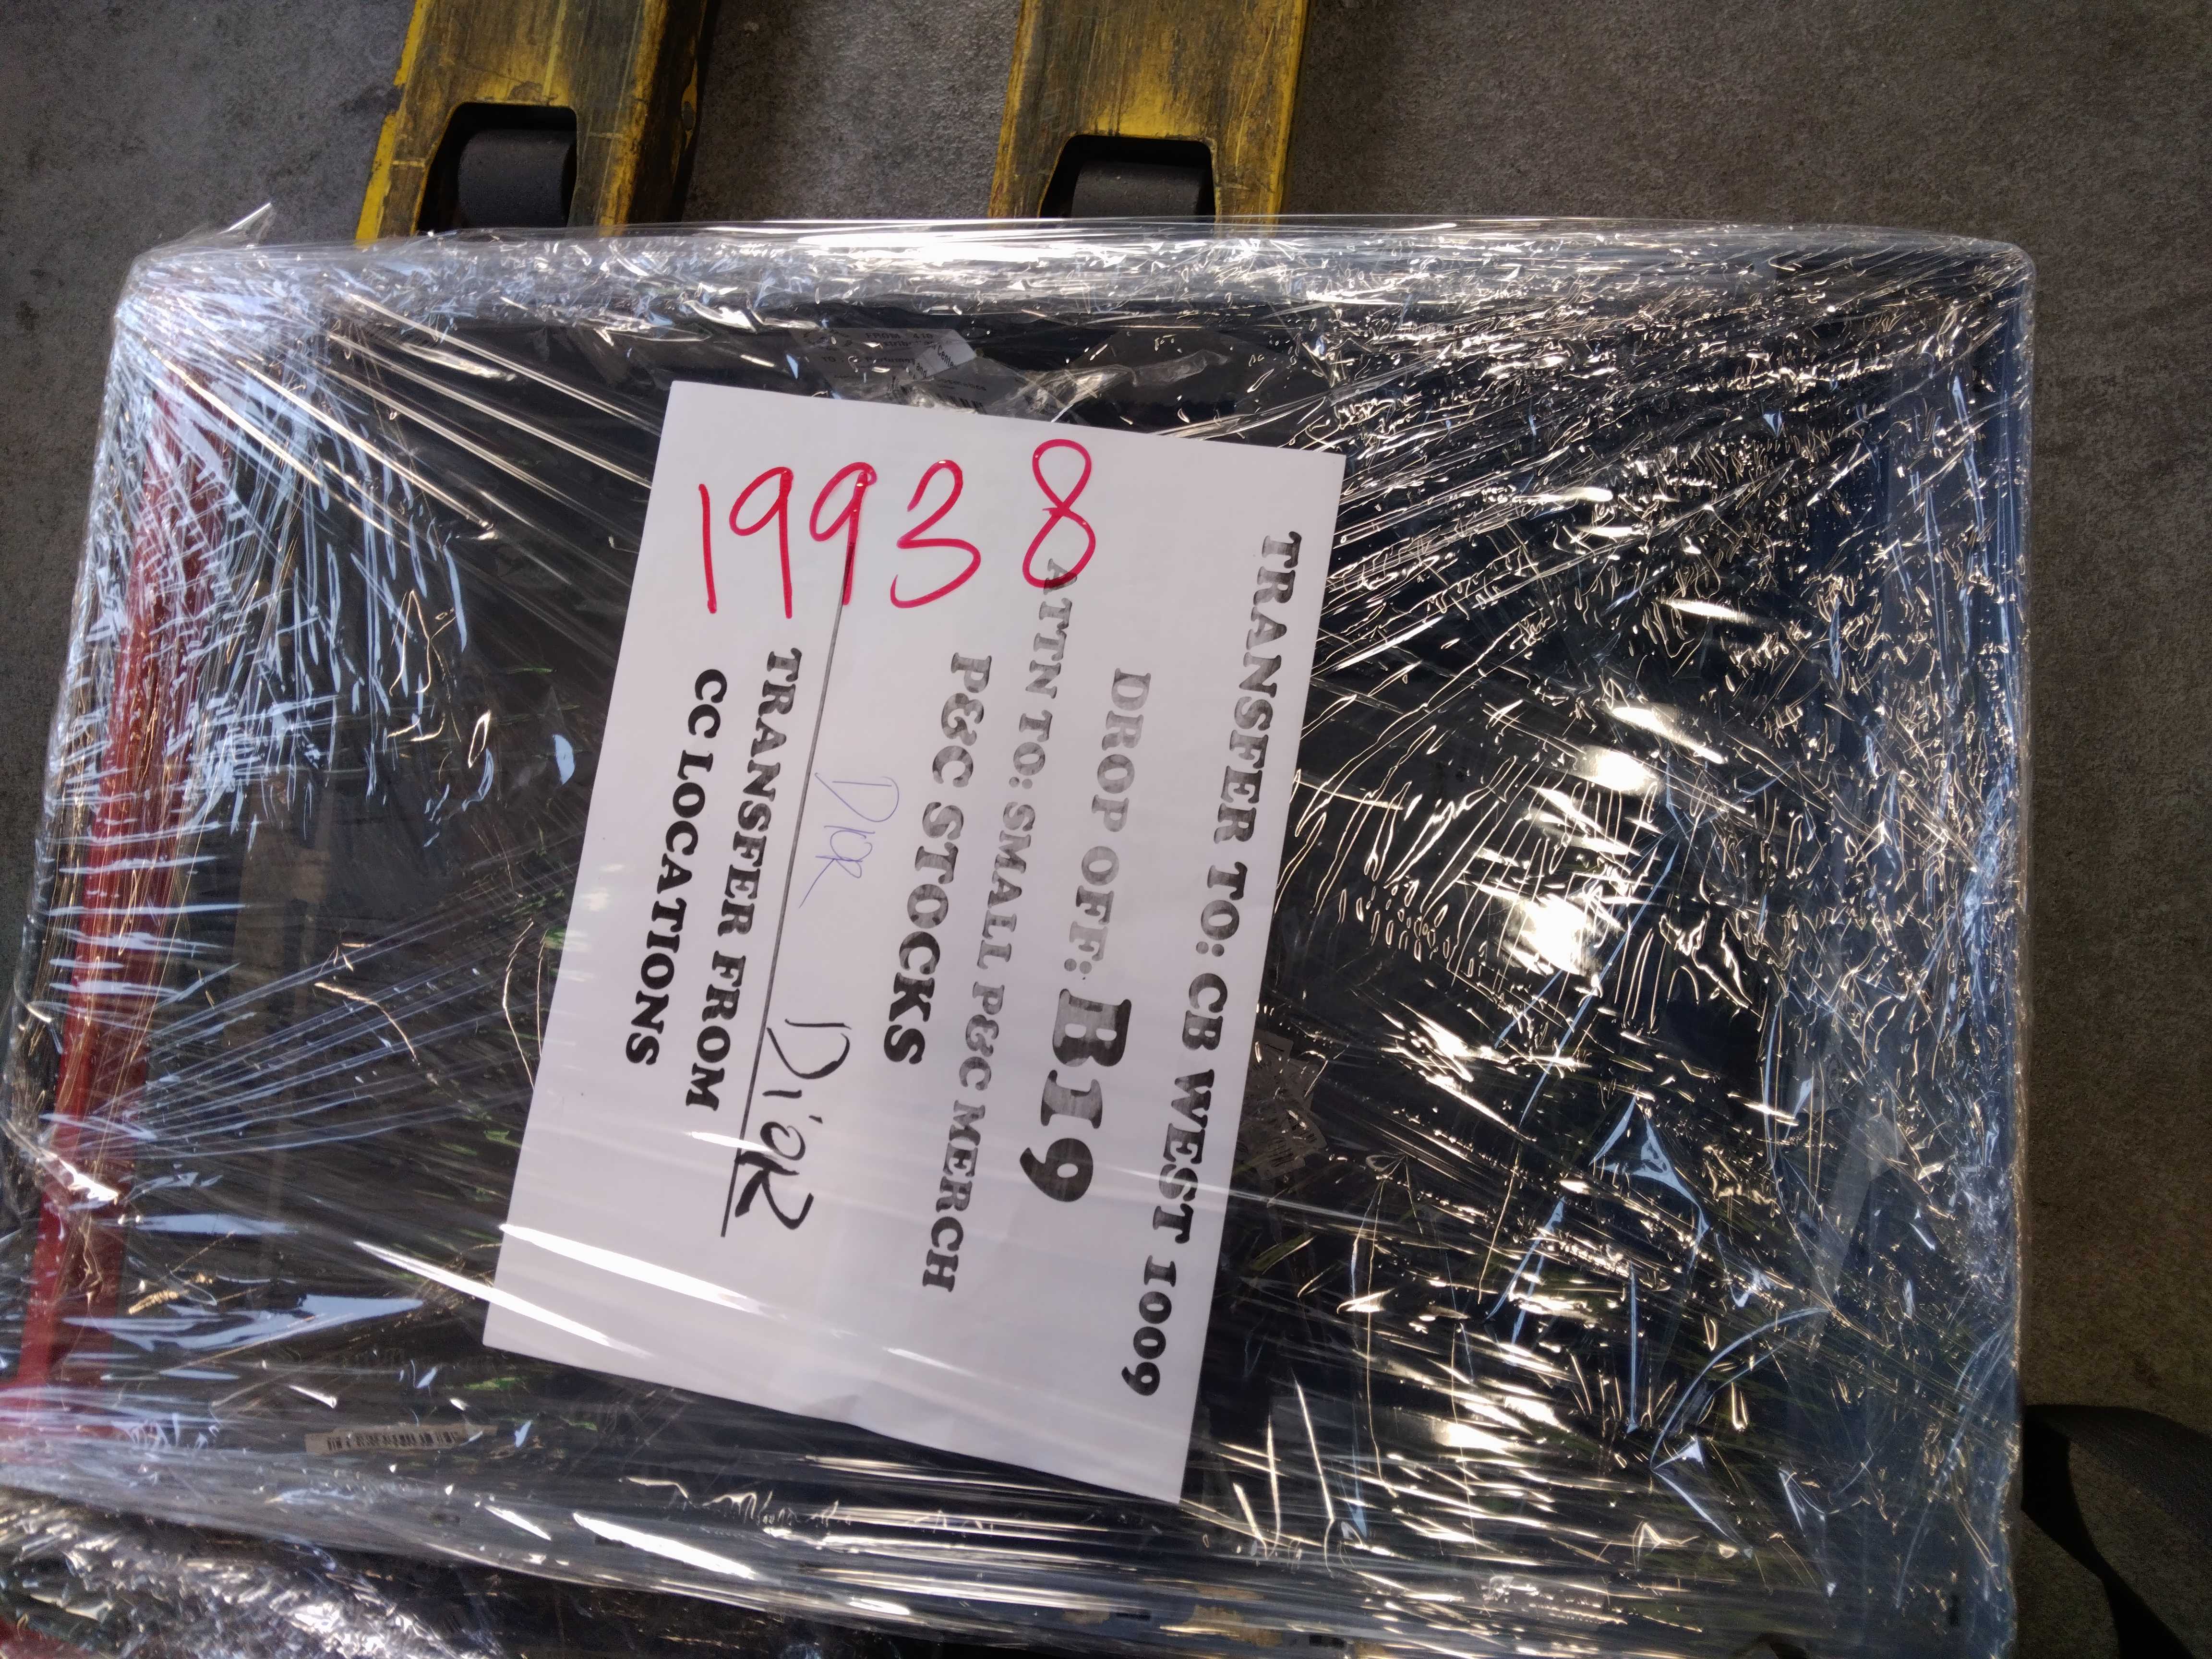 19938
TRANSFER TO: CB WEST 1009
DROP OFF: B19
ATTN TO: SMALL P&C MERCH
P&C STOCKS
DIOR DiOR
TRANSFER FROM
CC LOCATIONS